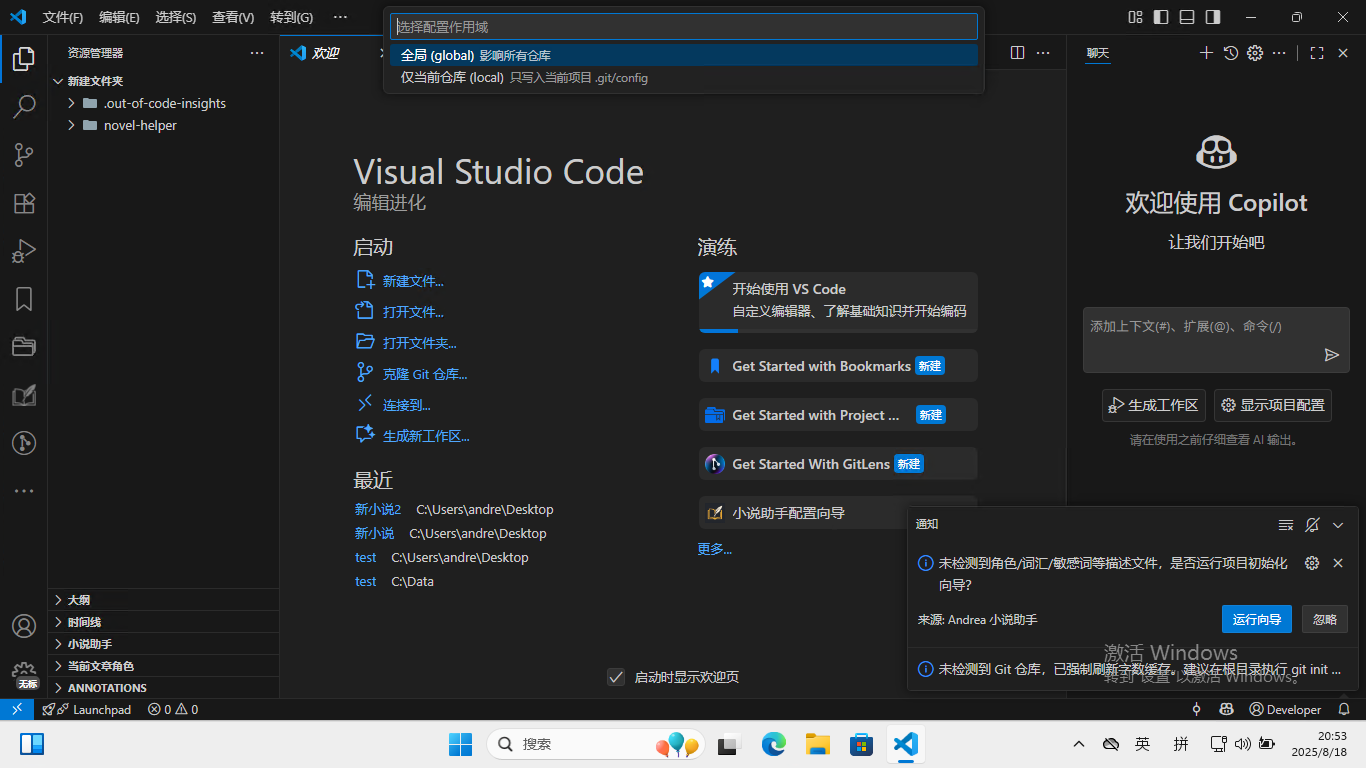 文件(F) 编辑(E) 选择(S) 查看(V) 转到(G) ···
选择配置作用域
全局 (global) 影响所有仓库
仅当前仓库 (local) 只写入当前项目 .git/config
资源管理器
欢迎
聊天
新建文件夹
.out-of-code-insights
novel-helper
Visual Studio Code
编辑进化
启动
新建文件...
打开文件...
打开文件夹...
克隆 Git 仓库...
连接到...
生成新工作区...
最近
新小说2 C:\Users\andre\Desktop
新小说 C:\Users\andre\Desktop
test C:\Users\andre\Desktop
test C:\Data
演练
开始使用 VS Code
自定义编辑器、了解基础知识并开始编码
Get Started with Bookmarks 新建
Get Started with Project ... 新建
Get Started With GitLens 新建
小说助手配置向导
更多...
启动时显示欢迎页
欢迎使用 Copilot
让我们开始吧
添加上下文(#)、扩展(@)、命令(/)
生成工作区
显示项目配置
请在使用之前仔细查看 AI 输出。
通知
未检测到角色/词汇/敏感词等描述文件，是否运行项目初始化
向导?
来源: Andrea 小说助手
运行向导
忽略
未检测到 Git 仓库，已强制刷新字数缓存。建议在根目录执行 git init ...
激活 Windows
转到"设置"以激活 Windows。
大纲
时间线
小说助手
当前文章角色
ANNOTATIONS
无标
Launchpad
0
0
Developer
搜索
英
拼
20:53
2025/8/18